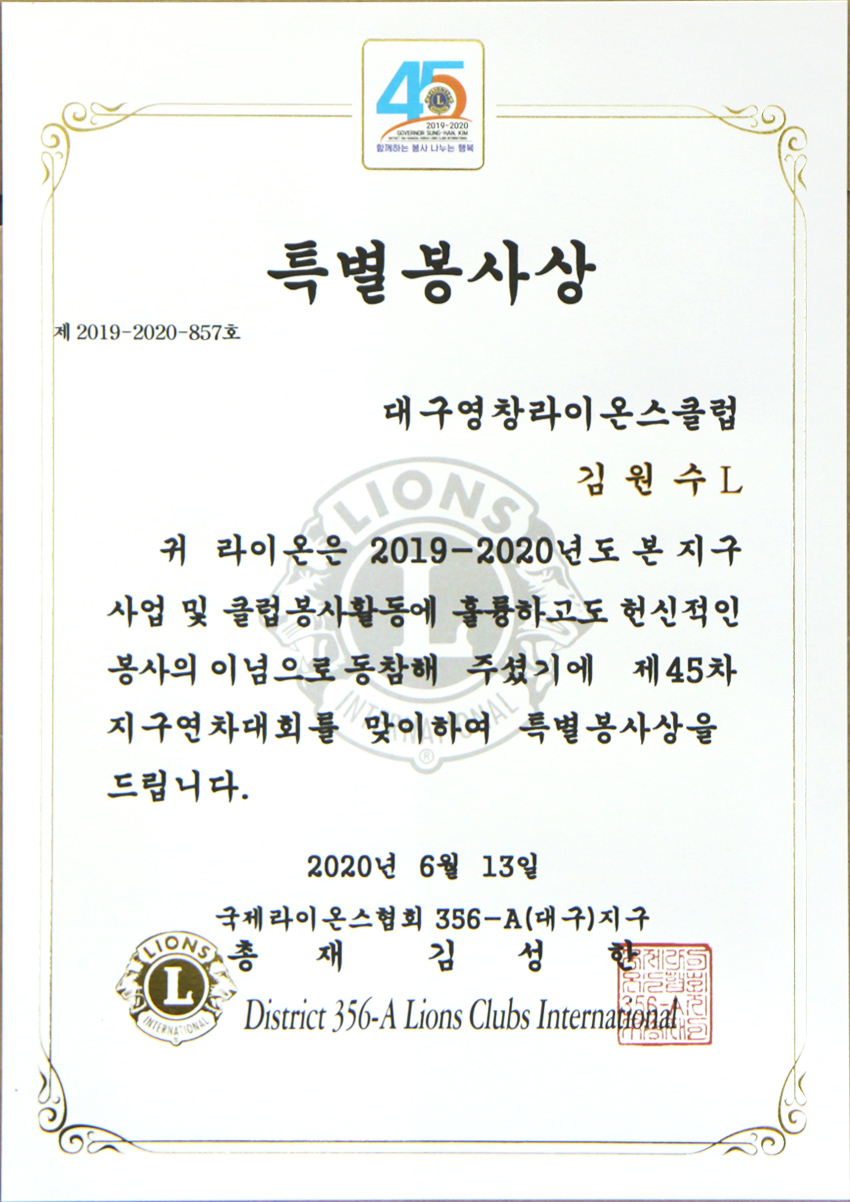 45
2019-2020
GOVERNOR SUNG-HAN, KIM
함께하는 봉사 나누는 행복
특별봉사상
제 2019-2020-857호
대구영창라이온스클럽
김 원 수 L
LIONS
L
INTERNATIONAL
®
귀 라이온은 2019-2020년도 본 지구
사업 및 클럽봉사활동에 훌륭하고도 헌신적인
봉사의 이념으로 동참해 주셨기에 제45차
지구연차대회를 맞이하여 특별봉사상을
드립니다.
2020년 6월 13일
국제라이온스협회 356-A(대구)지구
총 재 김 성 한
LIONS
L
INTERNATIONAL
®
District 356-A Lions Clubs International
356-A